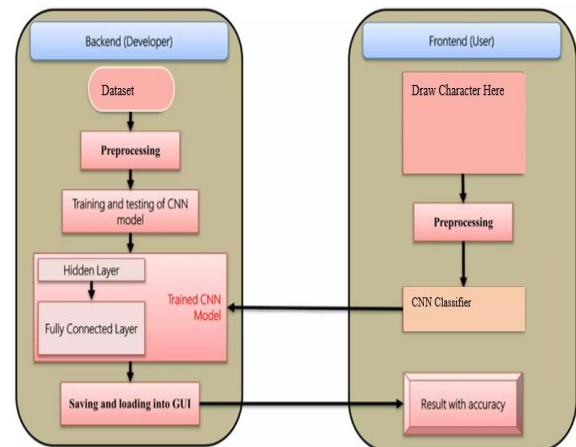 Backend (Developer)
Dataset
Preprocessing
Training and testing of CNN
model
Hidden Layer
Fully Connected Layer
Trained CNN
Model
Saving and loading into GUI
Frontend (User)
Draw Character Here
Preprocessing
CNN Classifier
Result with accuracy